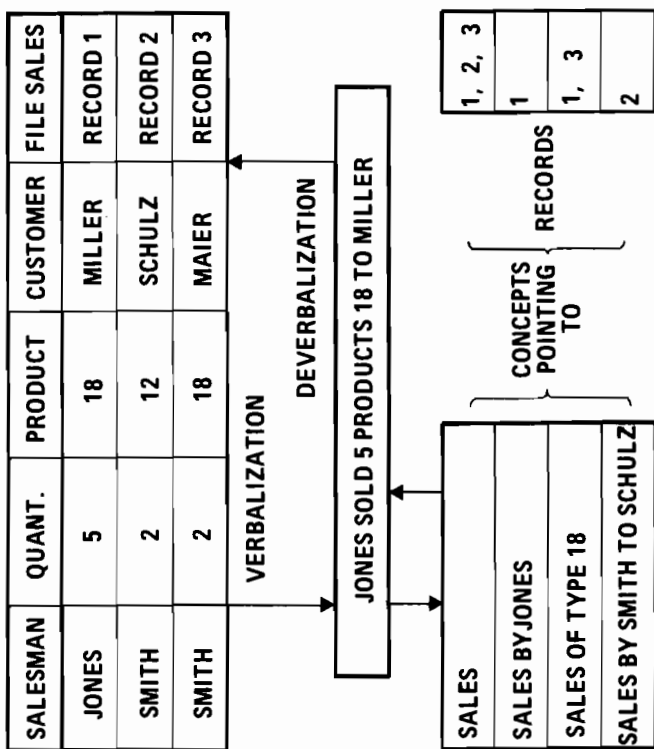 SALESMAN QUANT. PRODUCT CUSTOMER FILE SALES
JONES 5 18 MILLER RECORD 1
SMITH 2 12 SCHULZ RECORD 2
SMITH 2 18 MAIER RECORD 3
VERBALIZATION
DEVERBALIZATION
JONES SOLD 5 PRODUCTS 18 TO MILLER
SALES
SALES BY JONES
SALES OF TYPE 18
SALES BY SMITH TO SCHULZ
CONCEPTS
POINTING
TO
RECORDS
1, 2, 3
1
1, 3
2